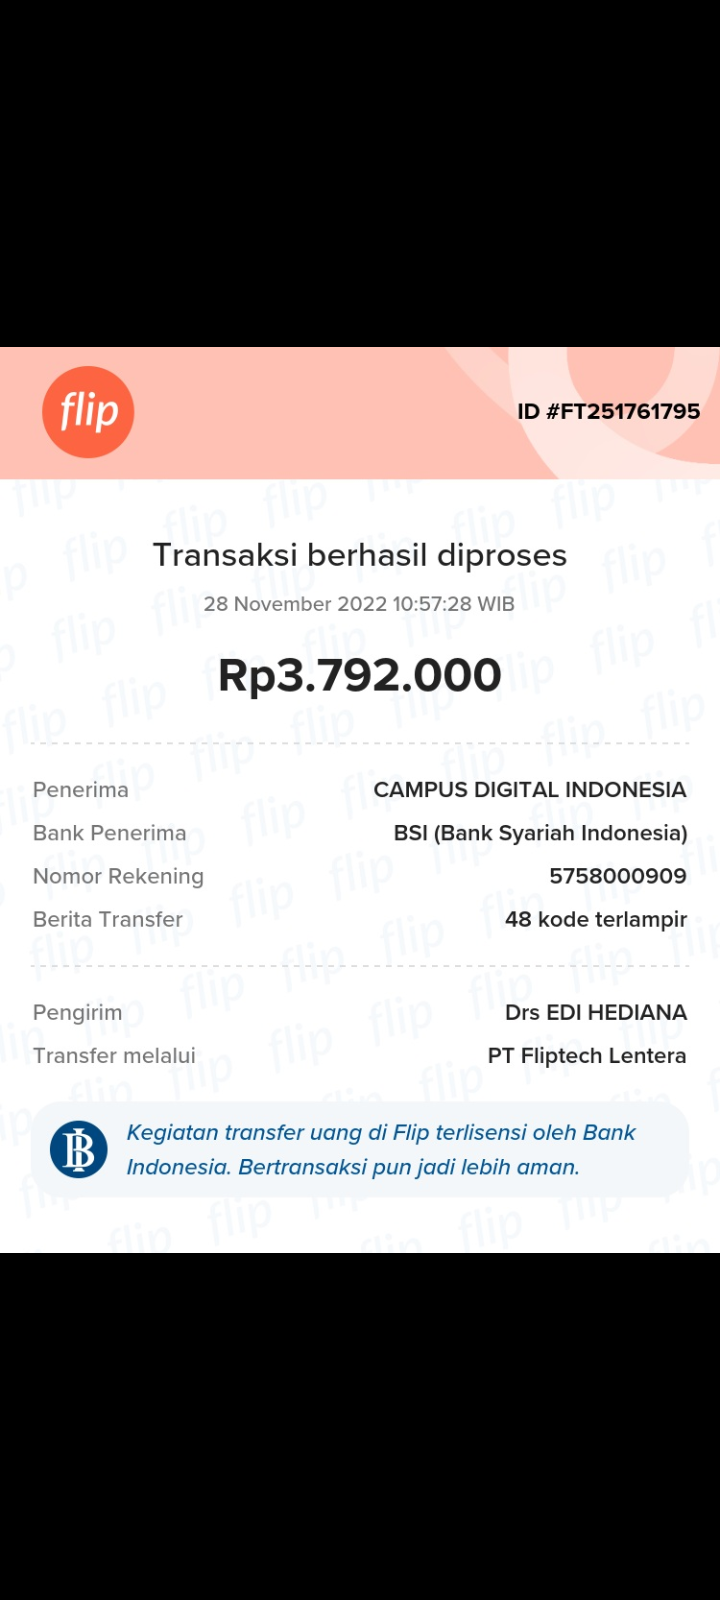 flip
ID #FT251761795
Transaksi berhasil diproses
28 November 2022 10:57:28 WIB
Rp3.792.000
Penerima CAMPUS DIGITAL INDONESIA
Bank Penerima BSI (Bank Syariah Indonesia)
Nomor Rekening 5758000909
Berita Transfer 48 kode terlampir
Pengirim Drs EDI HEDIANA
Transfer melalui PT Fliptech Lentera
Kegiatan transfer uang di Flip terlisensi oleh Bank
Indonesia. Bertransaksi pun jadi lebih aman.